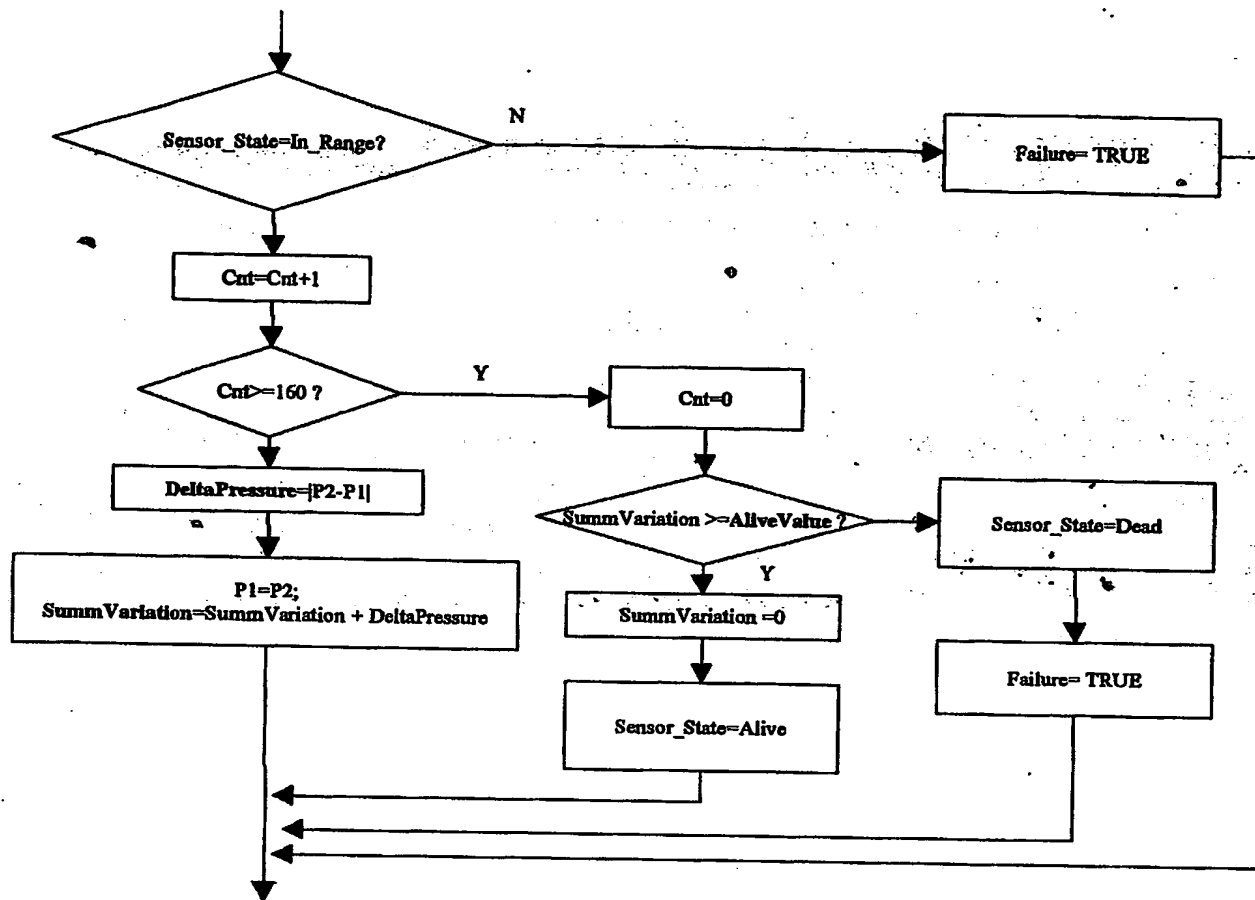 Sensor_State=In_Range?
N
Failure= TRUE
Cnt=Cnt+1
Cnt>=160 ?
Y
Cnt=0
DeltaPressure=|P2-P1|
SummVariation >=AliveValue ?
Sensor_State=Dead
Y
P1=P2;
SummVariation=SummVariation + DeltaPressure
SummVariation =0
Failure= TRUE
Sensor_State=Alive